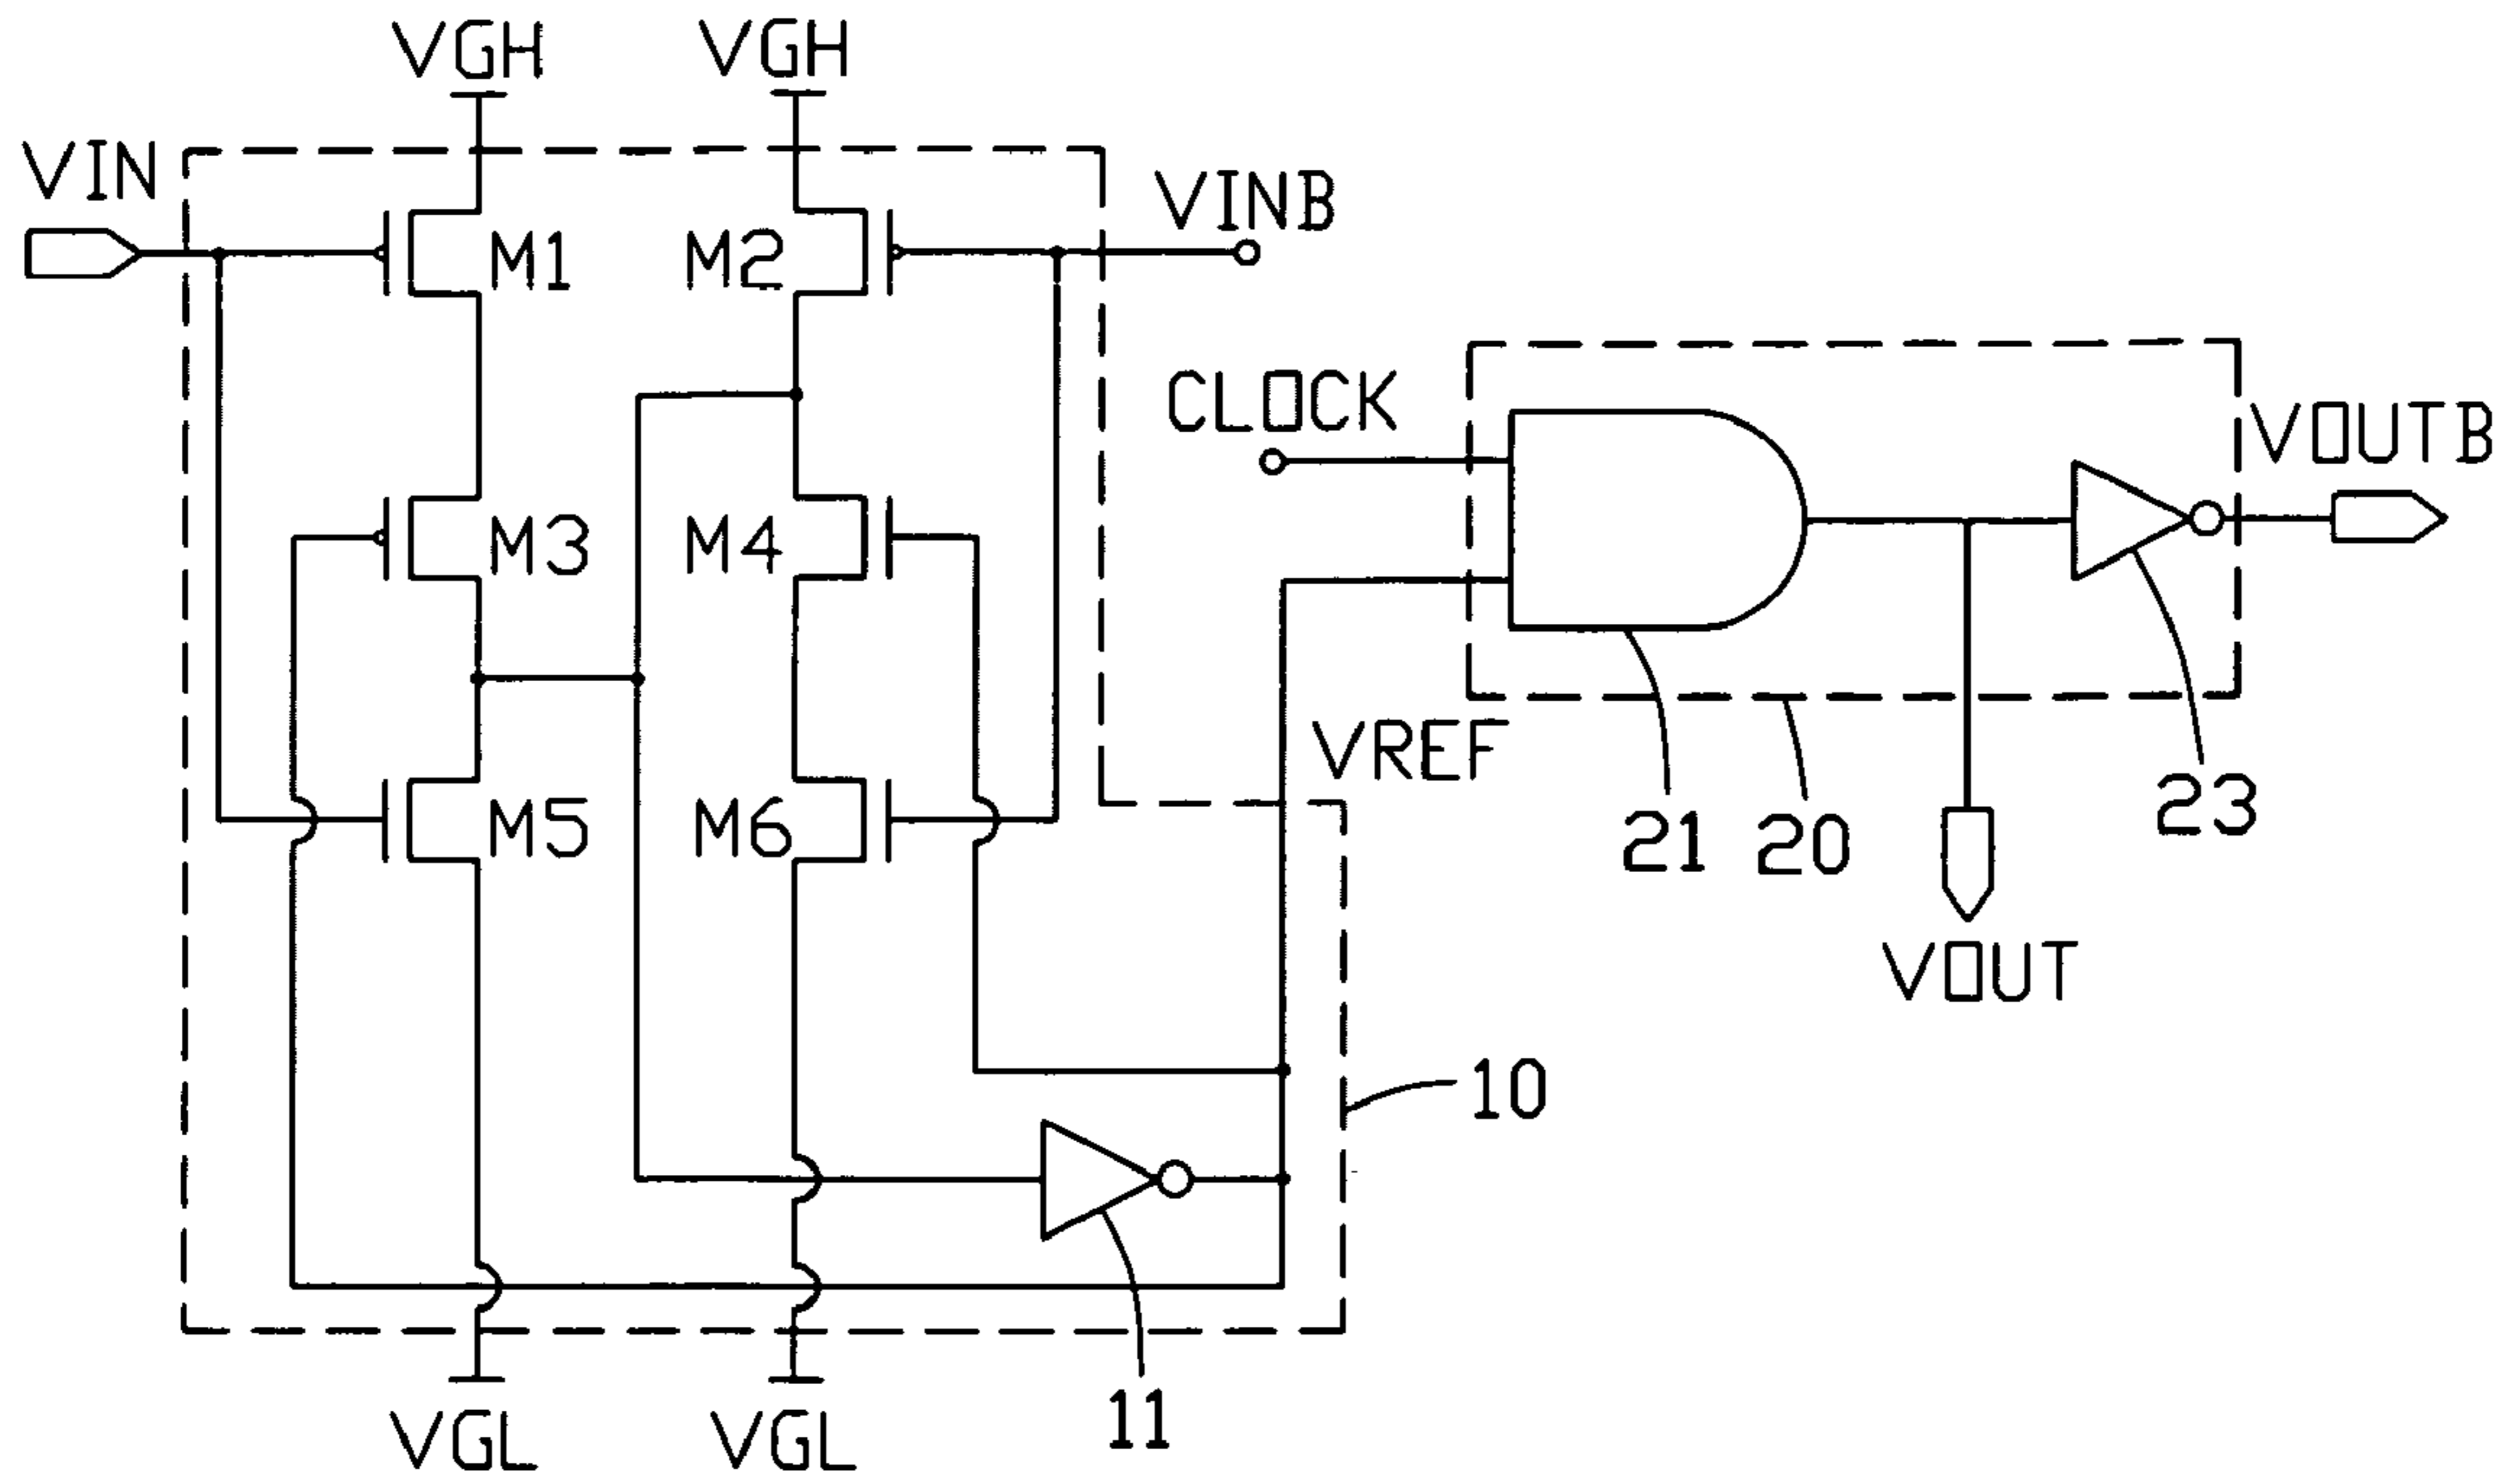 VGH
VGH
VIN
VINB
M1
M2
CLOCK
VOUTB
M3
M4
VREF
M5
M6
21
20
23
VOUT
10
11
VGL
VGL